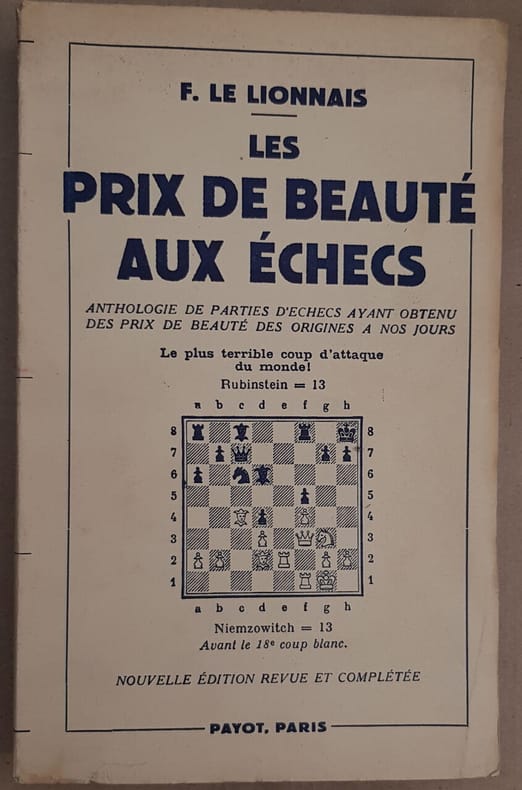 F. LE LIONNAIS
LES
PRIX DE BEAUTÉ
AUX ÉCHECS
ANTHOLOGIE DE PARTIES D'ECHECS AYANT OBTENU
DES PRIX DE BEAUTÉ DES ORIGINES A NOS JOURS
Le plus terrible coup d'attaque
du monde!
Rubinstein = 13
a b c d e f g h
8 8
7 7
6 6
5 5
4 4
3 3
2 2
1 1
a b c d e f g h
Niemzowitch = 13
Avant le 18e coup blanc.
NOUVELLE ÉDITION REVUE ET COMPLÉTÉE
PAYOT, PARIS